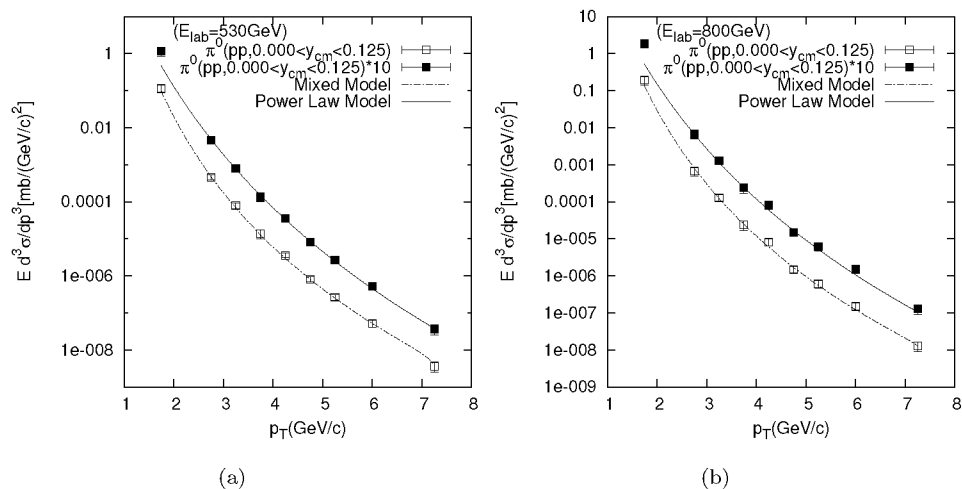 (E_lab=530GeV)
π^0(pp,0.000<y_cm<0.125)
π^0(pp,0.000<y_cm<0.125)*10
Mixed Model
Power Law Model
1
0.01
0.0001
1e-006
1e-008
E d^3σ/dp^3[mb/(GeV/c)^2]
1 2 3 4 5 6 7 8
p_T(GeV/c)
(a)
(E_lab=800GeV)
π^0(pp,0.000<y_cm<0.125)
π^0(pp,0.000<y_cm<0.125)*10
Mixed Model
Power Law Model
10
1
0.1
0.01
0.001
0.0001
1e-005
1e-006
1e-007
1e-008
1e-009
E d^3σ/dp^3[mb/(GeV/c)^2]
1 2 3 4 5 6 7 8
p_T(GeV/c)
(b)